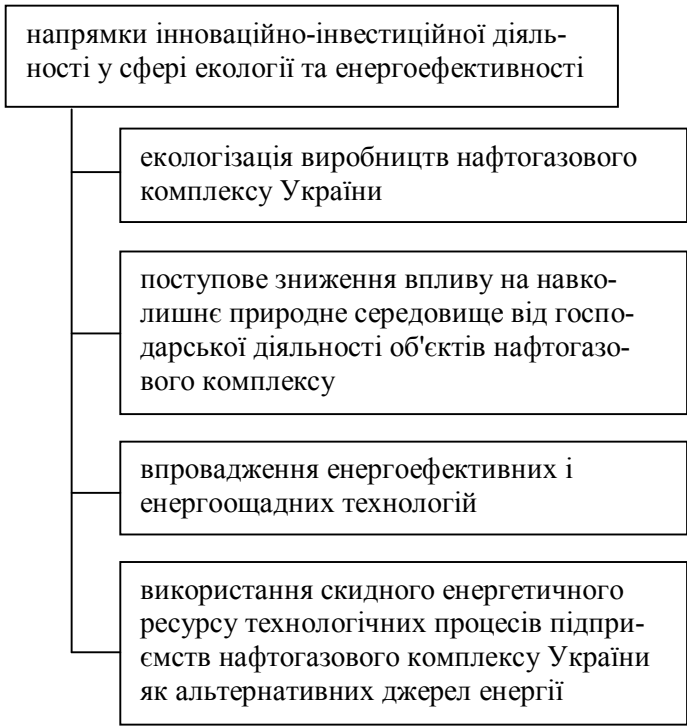 напрямки інноваційно-інвестиційної діяль-
ності у сфері екології та енергоефективності
екологізація виробництв нафтогазового
комплексу України
поступове зниження впливу на навко-
лишнє природне середовище від госпо-
дарської діяльності об'єктів нафтогазо-
вого комплексу
впровадження енергоефективних і
енергоощадних технологій
використання скидного енергетичного
ресурсу технологічних процесів підпри-
ємств нафтогазового комплексу України
як альтернативних джерел енергії